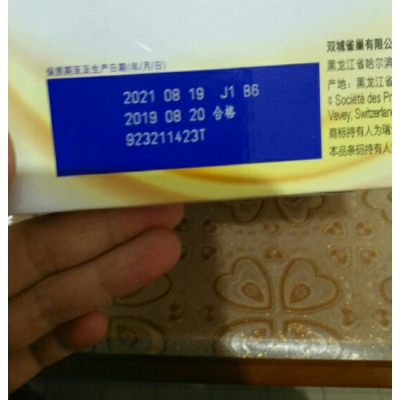 保质期至及生产日期(年/月/日)
2021 08 19 J1 B6
2019 08 20 合格
923211423T
双城雀巢有限公
黑龙江省哈尔滨
产地：黑龙江省
© Société des Pr
Vevey, Switzerland
商标持有人为瑞士
本品条码持有人